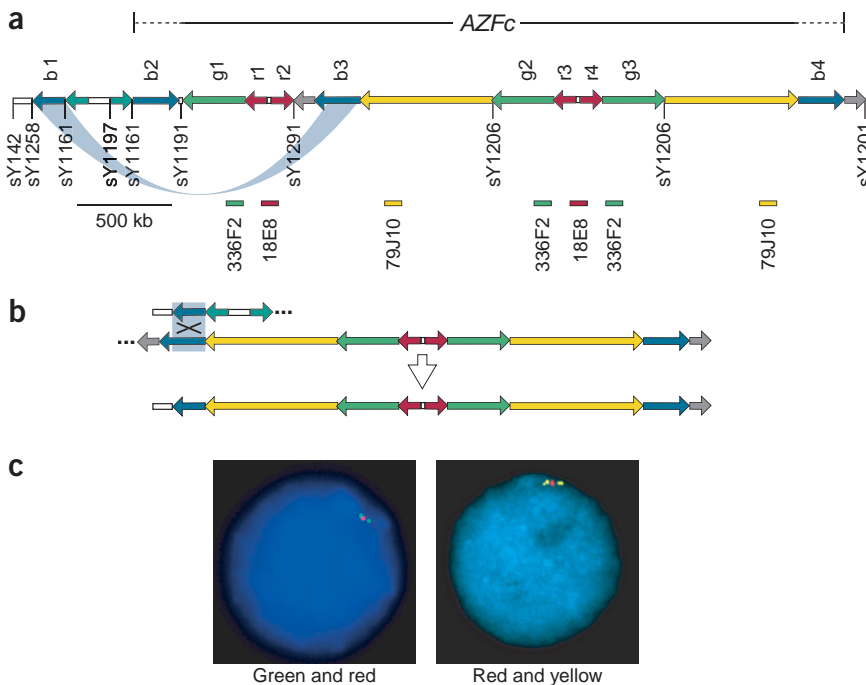 a
AZFc
b1 b2 g1 r1 r2 b3 g2 r3 r4 g3 b4
sY142 sY1258 sY1161 sY1197 sY1161 sY1191 sY1291 sY1206 sY1206 sY1201
500 kb
336F2 18E8 79J10 336F2 18E8 336F2 79J10
b
c
Green and red
Red and yellow